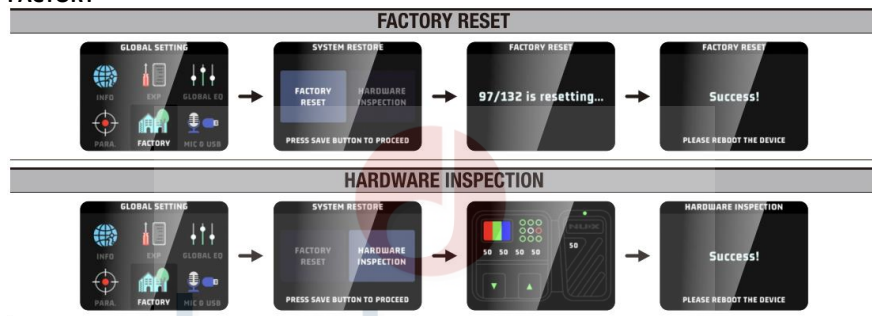 FACTORY
FACTORY RESET
GLOBAL SETTING
INFO EXP GLOBAL EQ
PARA. FACTORY MIC & USB
SYSTEM RESTORE
FACTORY RESET
HARDWARE INSPECTION
PRESS SAVE BUTTON TO PROCEED
FACTORY RESET
97/132 is resetting...
FACTORY RESET
Success!
PLEASE REBOOT THE DEVICE
HARDWARE INSPECTION
GLOBAL SETTING
INFO EXP GLOBAL EQ
PARA. FACTORY MIC & USB
SYSTEM RESTORE
FACTORY RESET
HARDWARE INSPECTION
PRESS SAVE BUTTON TO PROCEED
NUX
50 50 50 50
50
HARDWARE INSPECTION
Success!
PLEASE REBOOT THE DEVICE